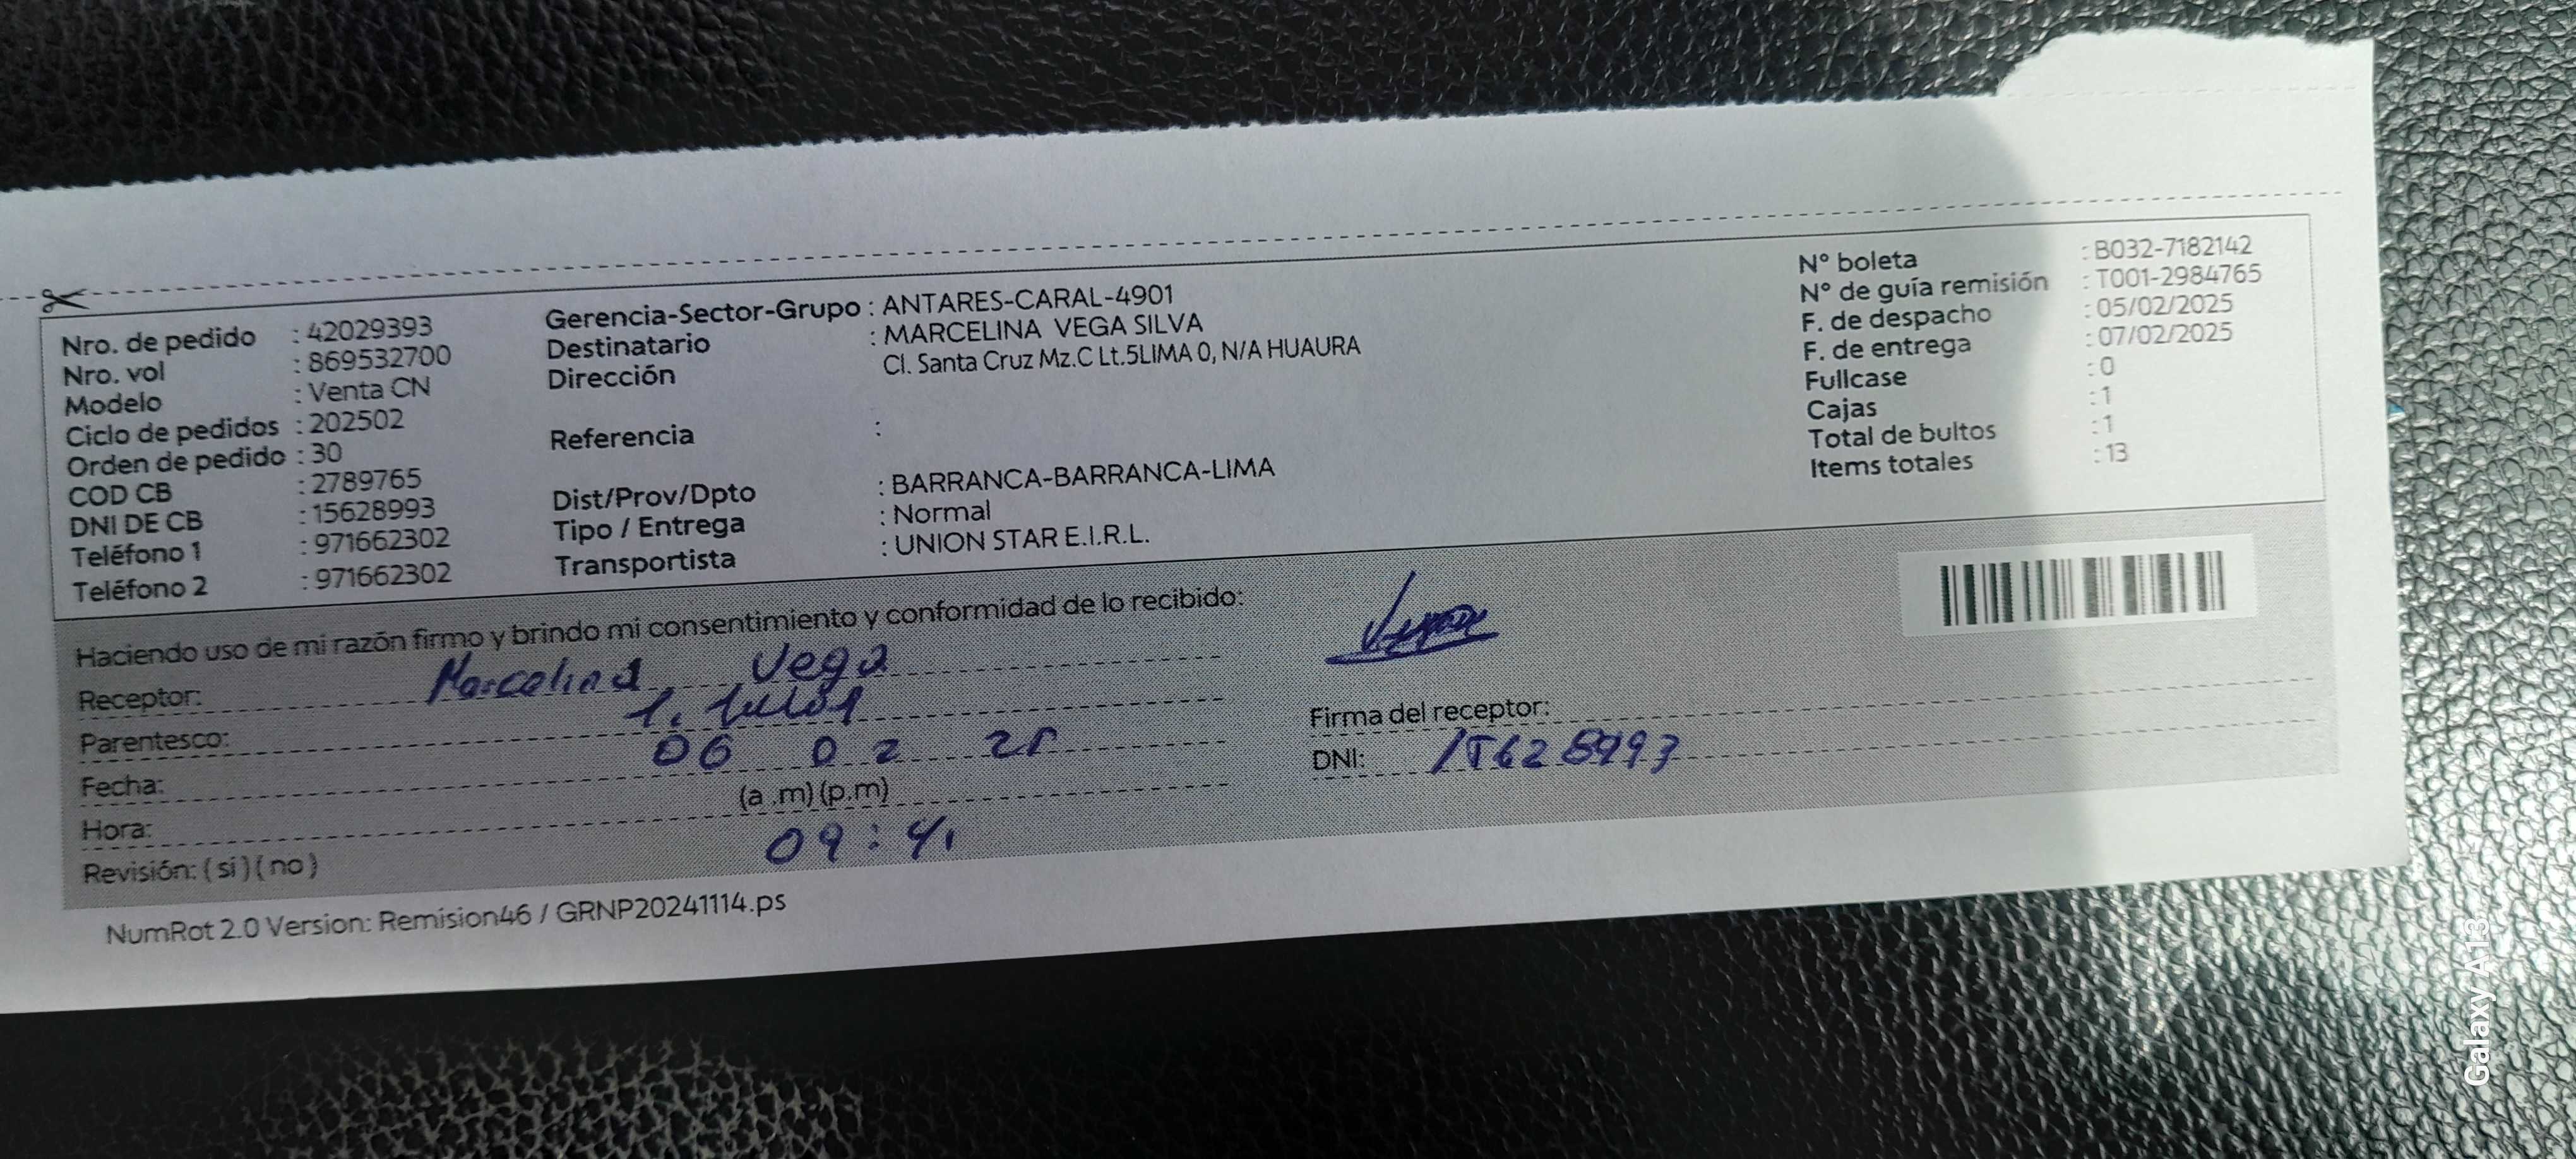 Nro. de pedido : 42029393
Nro. vol : 869532700
Modelo : Venta CN
Ciclo de pedidos : 202502
Orden de pedido : 30
COD CB : 2789765
DNI DE CB : 15628993
Teléfono 1 : 971662302
Teléfono 2 : 971662302
Gerencia-Sector-Grupo : ANTARES-CARAL-4901
Destinatario : MARCELINA VEGA SILVA
Dirección Cl. Santa Cruz Mz.C Lt.5LIMA 0, N/A HUAURA
Referencia :
Dist/Prov/Dpto : BARRANCA-BARRANCA-LIMA
Tipo / Entrega : Normal
Transportista : UNION STAR E.I.R.L.
N° boleta : B032-7182142
N° de guía remisión : T001-2984765
F. de despacho : 05/02/2025
F. de entrega : 07/02/2025
Fullcase : 0
Cajas : 1
Total de bultos : 1
Items totales : 13
Haciendo uso de mi razón firmo y brindo mi consentimiento y conformidad de lo recibido:
Receptor: Marcelina Vega
Parentesco:
Fecha: 06 02 25
Hora: (a .m) (p.m)
09:41
Revisión: ( si ) ( no )
Firma del receptor:
DNI: 15628993
NumRot 2.0 Version: Remision46 / GRNP20241114.ps
Galaxy A13